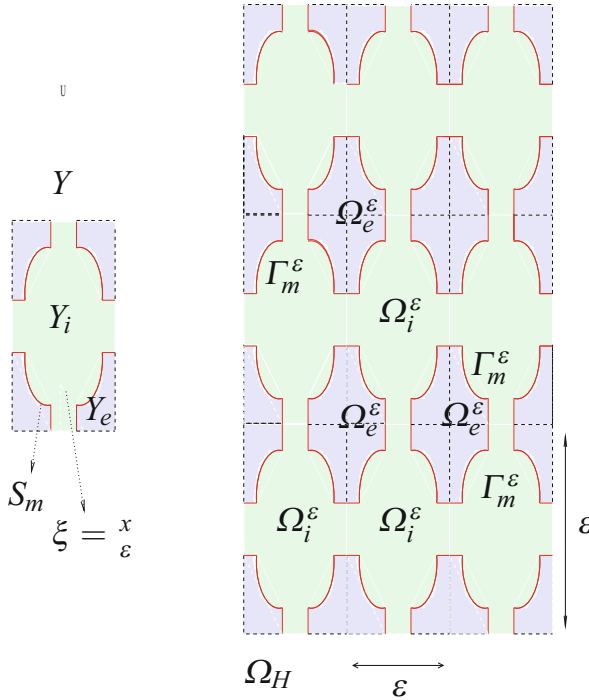 U
Y
Y_i
Y_e
S_m
ξ = x
ε
Ω_e^ε
Γ_m^ε
Ω_i^ε
Γ_m^ε
Ω_e^ε Ω_e^ε
Γ_m^ε
Ω_i^ε Ω_i^ε
ε
Ω_H
ε